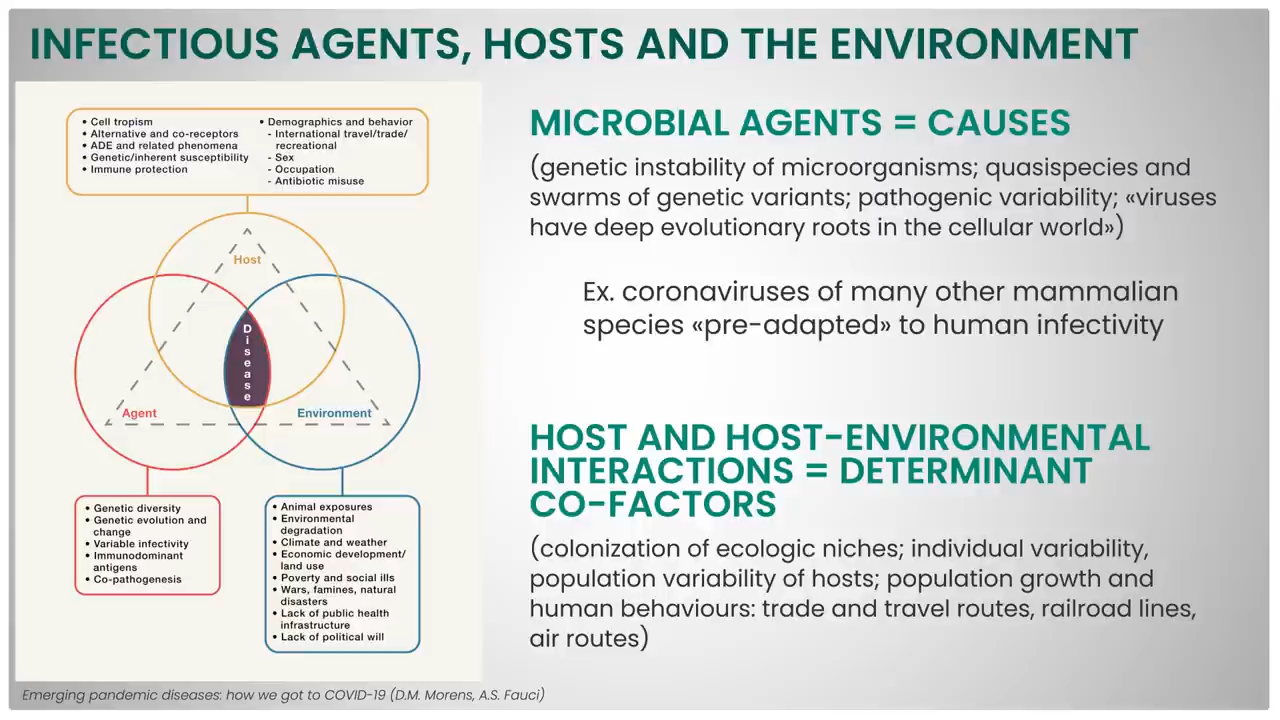 INFECTIOUS AGENTS, HOSTS AND THE ENVIRONMENT
• Cell tropism
• Alternative and co-receptors
• ADE and related phenomena
• Genetic/inherent susceptibility
• Immune protection
• Demographics and behavior
- International travel/trade/
recreational
- Sex
- Occupation
- Antibiotic misuse
Host
Disease
Agent
Environment
• Genetic diversity
• Genetic evolution and
change
• Variable infectivity
• Immunodominant
antigens
• Co-pathogenesis
• Animal exposures
• Environmental
degradation
• Climate and weather
• Economic development/
land use
• Poverty and social ills
• Wars, famines, natural
disasters
• Lack of public health
infrastructure
• Lack of political will
MICROBIAL AGENTS = CAUSES
(genetic instability of microorganisms; quasispecies and
swarms of genetic variants; pathogenic variability; «viruses
have deep evolutionary roots in the cellular world»)
Ex. coronaviruses of many other mammalian
species «pre-adapted» to human infectivity
HOST AND HOST-ENVIRONMENTAL
INTERACTIONS = DETERMINANT
CO-FACTORS
(colonization of ecologic niches; individual variability,
population variability of hosts; population growth and
human behaviours: trade and travel routes, railroad lines,
air routes)
Emerging pandemic diseases: how we got to COVID-19 (D.M. Morens, A.S. Fauci)